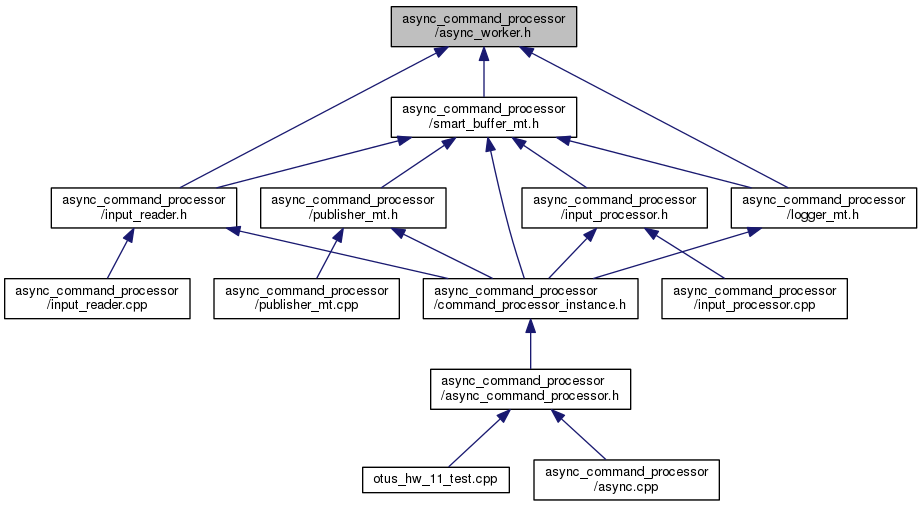 async_command_processor
/async_worker.h
async_command_processor
/smart_buffer_mt.h
async_command_processor
/input_reader.h
async_command_processor
/publisher_mt.h
async_command_processor
/input_processor.h
async_command_processor
/logger_mt.h
async_command_processor
/input_reader.cpp
async_command_processor
/publisher_mt.cpp
async_command_processor
/command_processor_instance.h
async_command_processor
/input_processor.cpp
async_command_processor
/async_command_processor.h
otus_hw_11_test.cpp
async_command_processor
/async.cpp